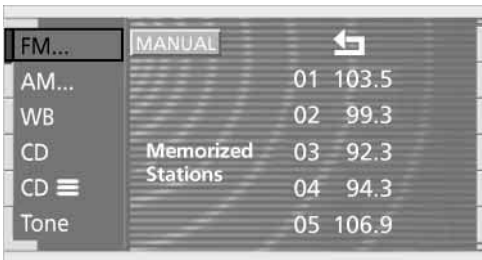 FM...
AM...
WB
CD
CD
Tone
MANUAL
Memorized
Stations
01 103.5
02 99.3
03 92.3
04 94.3
05 106.9